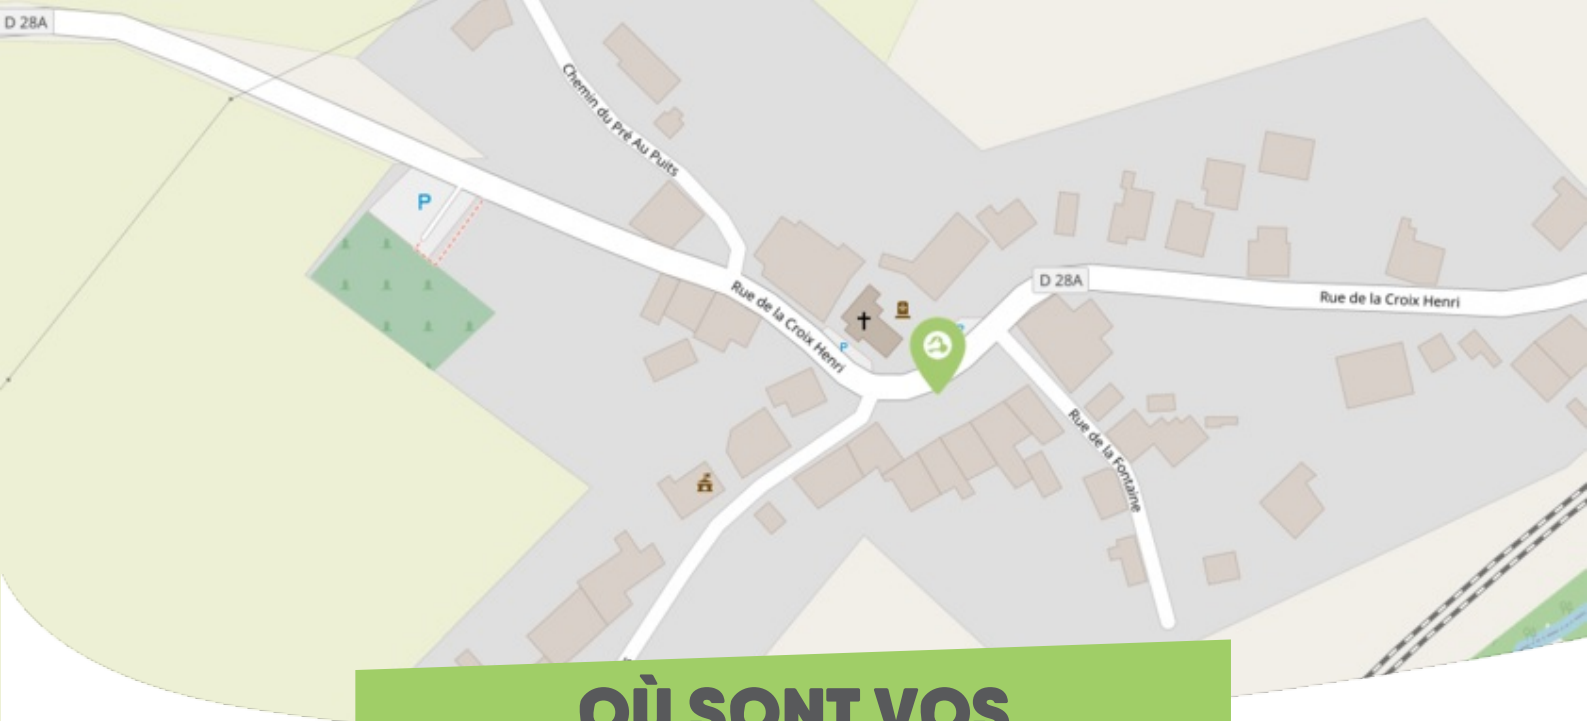 D 28A
Chemin du Pré Au Puits
P
D 28A
Rue de la Croix Henri
Rue de la Croix Henri
P
Rue de la Fontaine
OÙ SONT VOS